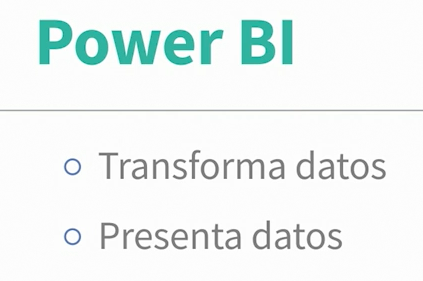 Power BI
Transforma datos
Presenta datos